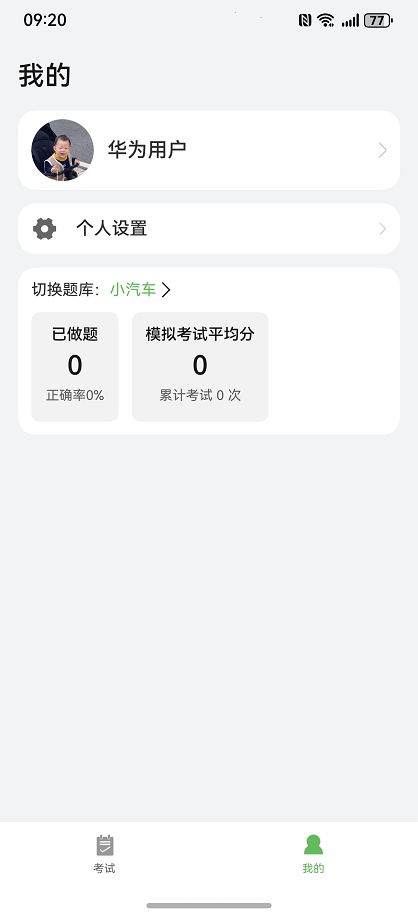 09:20
77
我的
华为用户
个人设置
切换题库: 小汽车
已做题
0
正确率0%
模拟考试平均分
0
累计考试 0 次
考试
我的